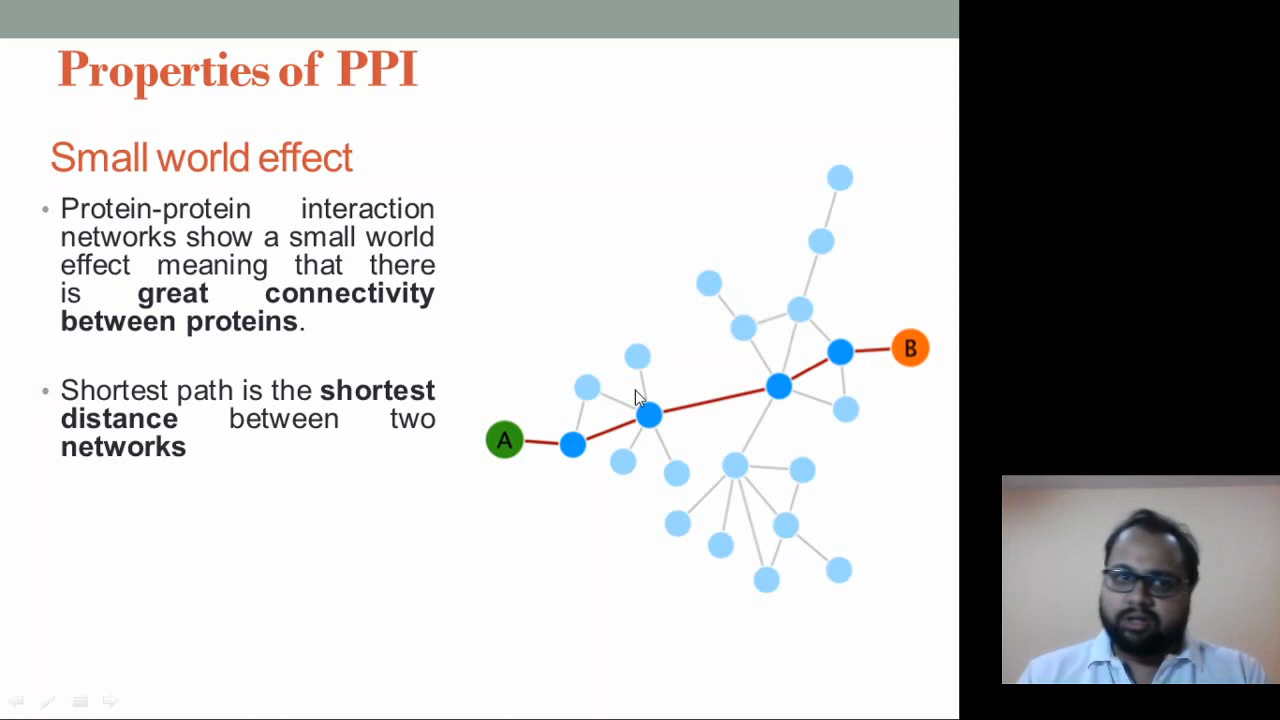 Properties of PPI
Small world effect
• Protein-protein interaction
networks show a small world
effect meaning that there
is great connectivity
between proteins.
• Shortest path is the shortest
distance between two
networks
A
B